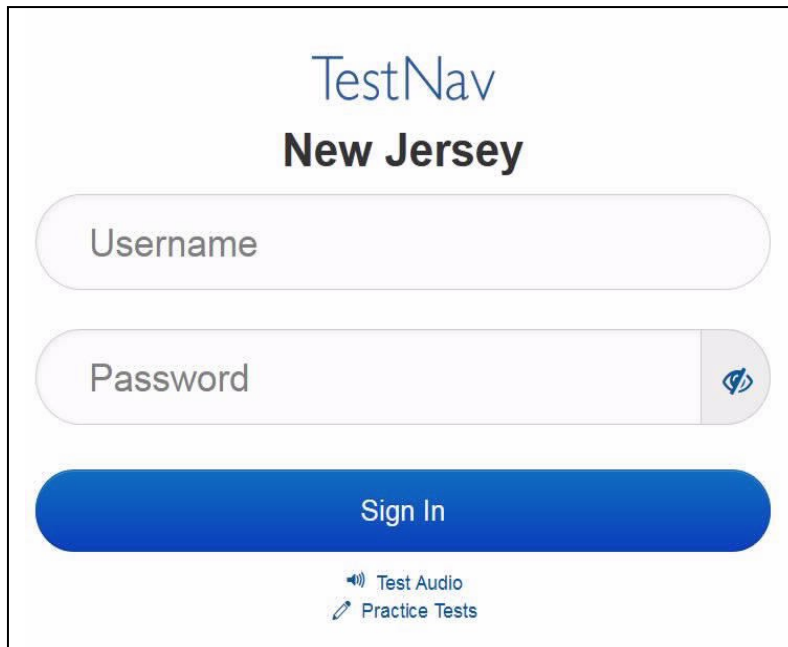 TestNav
New Jersey
Username
Password
Sign In
Test Audio
Practice Tests